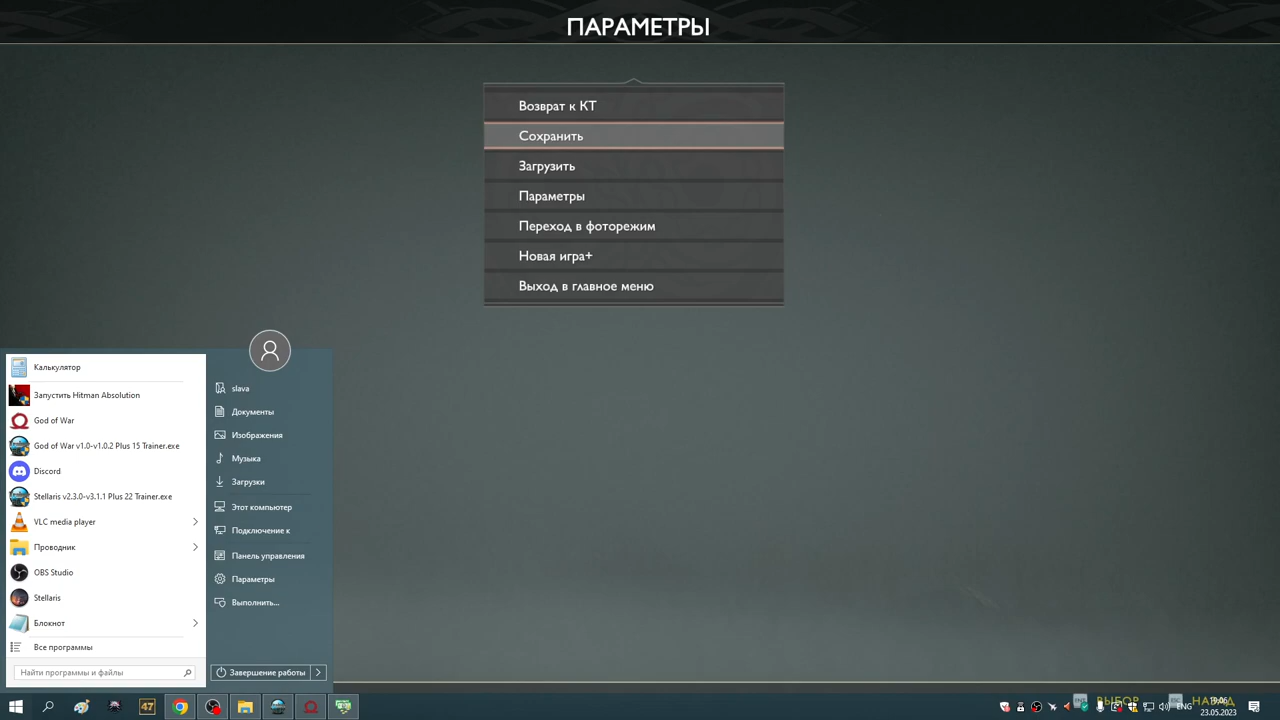 ПАРАМЕТРЫ
Возврат к КТ
Сохранить
Загрузить
Параметры
Переход в фоторежим
Новая игра+
Выход в главное меню
Калькулятор
Запустить Hitman Absolution
God of War
God of War v1.0-v1.0.2 Plus 15 Trainer.exe
Discord
Stellaris v2.3.0-v3.1.1 Plus 22 Trainer.exe
VLC media player
Проводник
OBS Studio
Stellaris
Блокнот
Все программы
Найти программы и файлы
slava
Документы
Изображения
Музыка
Загрузки
Этот компьютер
Подключение к
Панель управления
Параметры
Выполнить...
Завершение работы
47
ENG
ВЫБОР
НАЗАД
19:06
23.05.2023